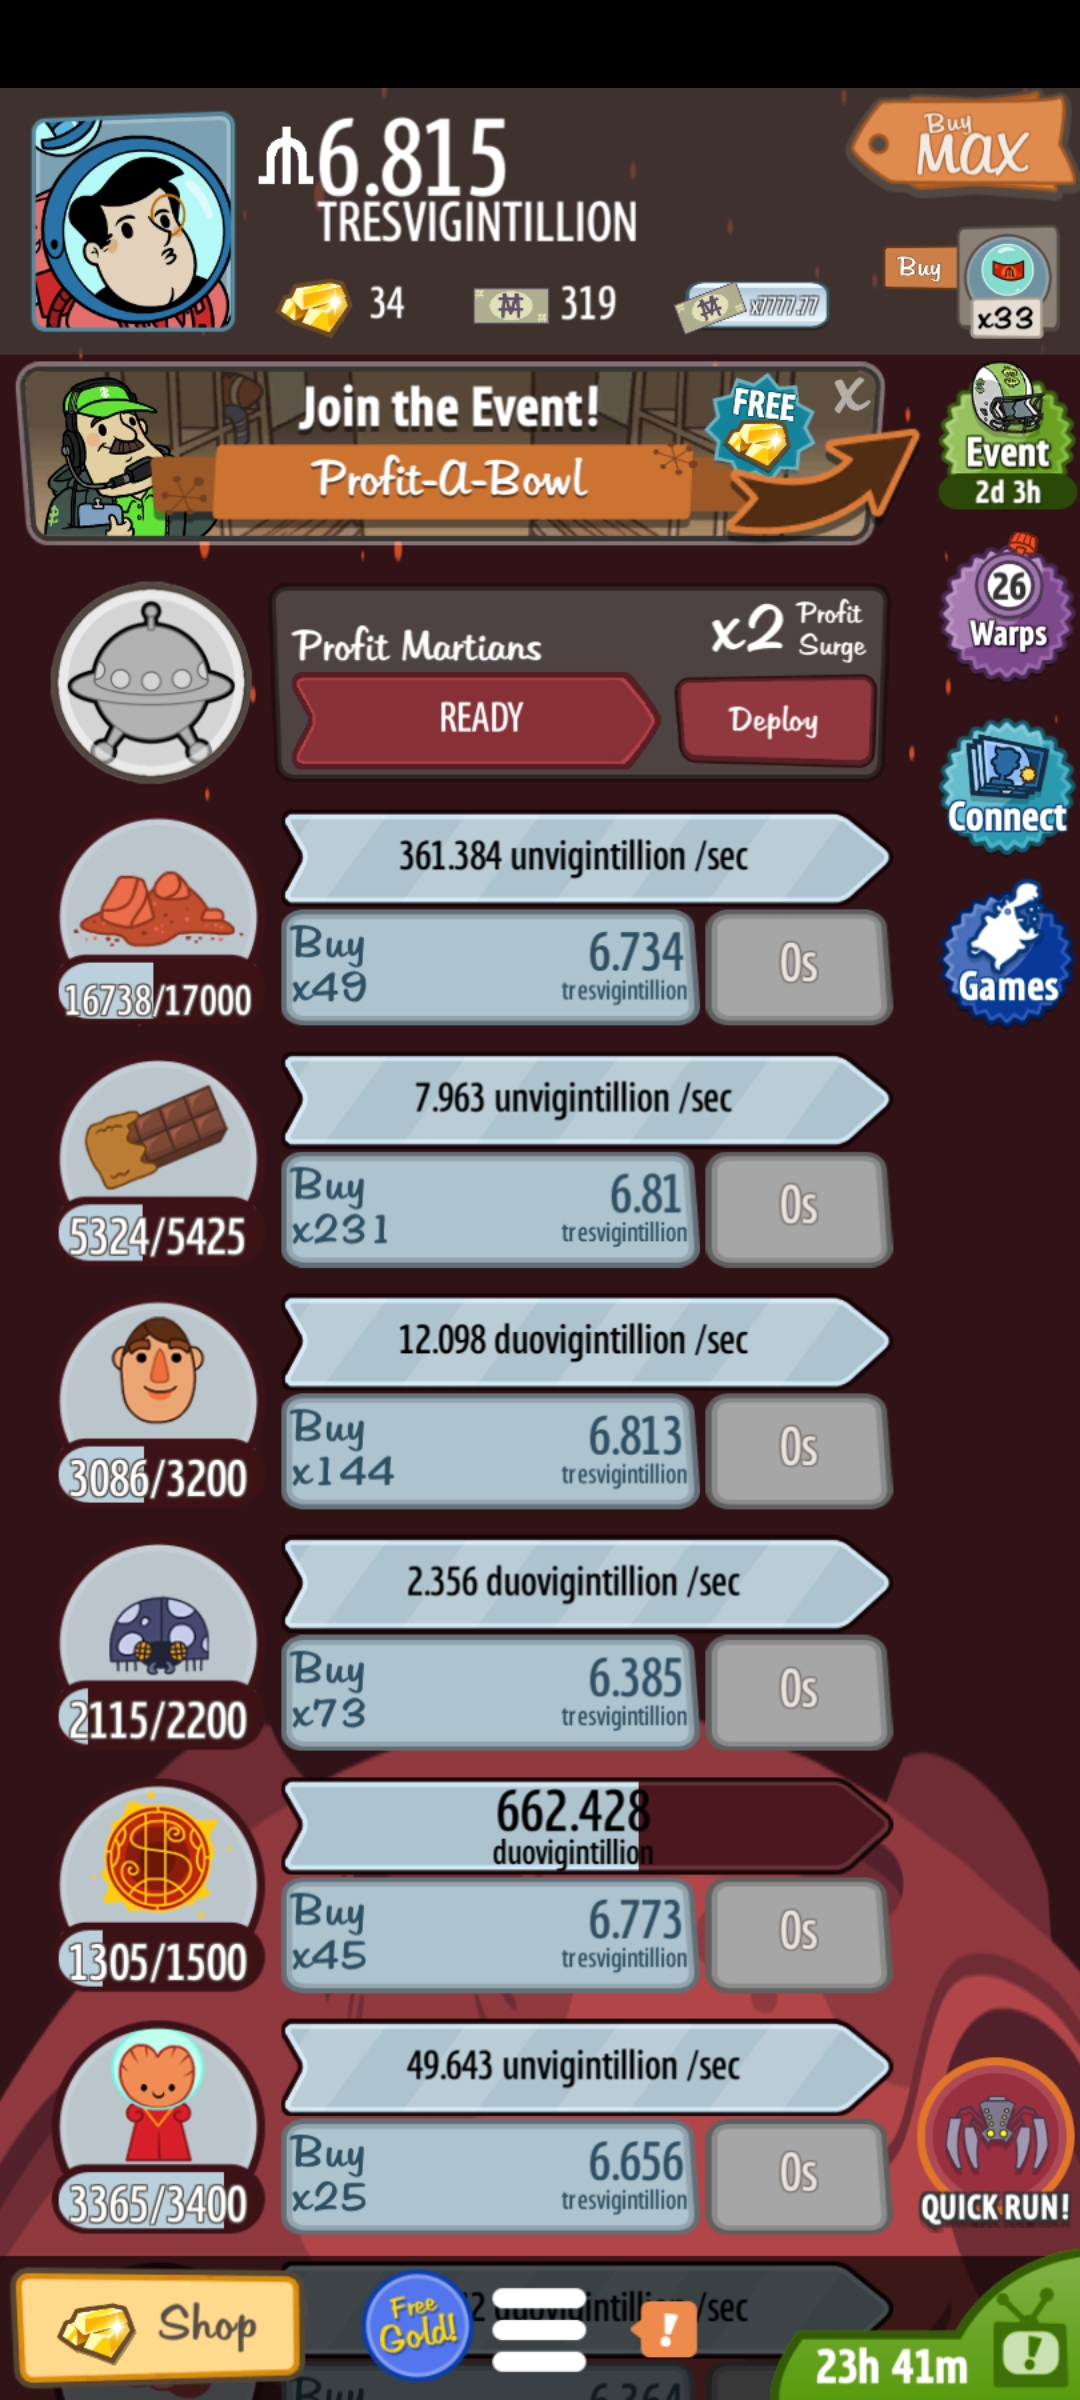 6.815
TRESVIGINTILLION
Buy
MAX
34
319
x7777.77
Buy
x33
Join the Event!
FREE
X
Profit-A-Bowl
Event
2d 3h
26
Warps
Profit Martians
x2 Profit Surge
READY
Deploy
Connect
Games
361.384 unvigintillion /sec
16738/17000
Buy
x49
6.734
tresvigintillion
0s
7.963 unvigintillion /sec
5324/5425
Buy
x231
6.81
tresvigintillion
0s
12.098 duovigintillion /sec
3086/3200
Buy
x144
6.813
tresvigintillion
0s
2.356 duovigintillion /sec
2115/2200
Buy
x73
6.385
tresvigintillion
0s
662.428
duovigintillion
1305/1500
Buy
x45
6.773
tresvigintillion
0s
49.643 unvigintillion /sec
3365/3400
Buy
x25
6.656
tresvigintillion
0s
QUICK RUN!
Shop
Free
Gold!
/sec
!
23h 41m
!
Buy